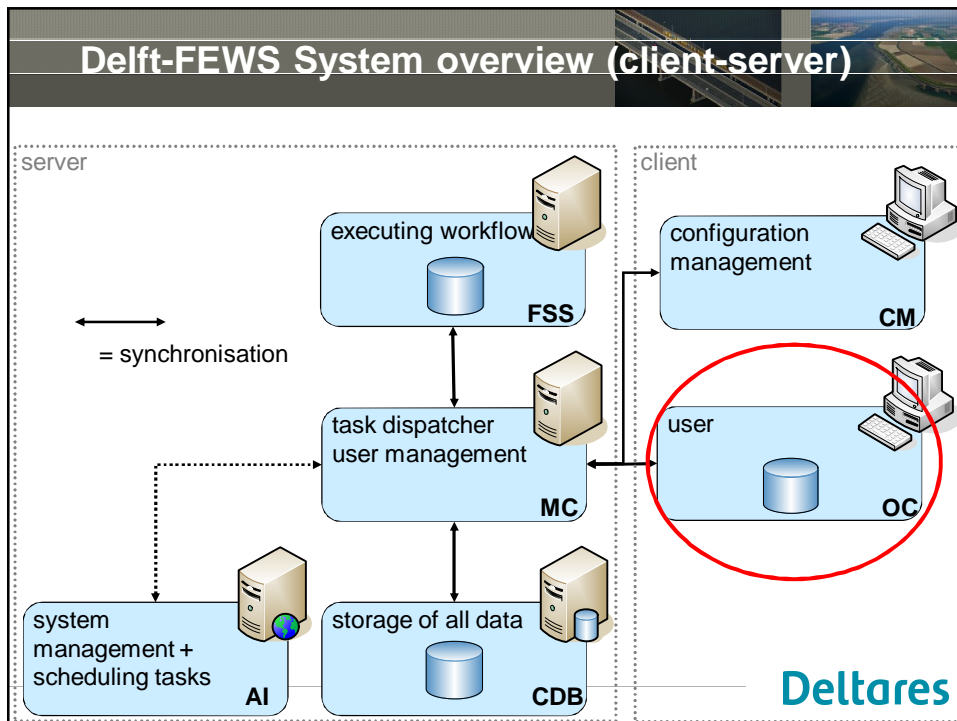 Delft-FEWS System overview (client-server)
server
client
executing workflow
FSS
configuration
management
CM
= synchronisation
task dispatcher
user management
MC
user
OC
system
management +
scheduling tasks
AI
storage of all data
CDB
Deltares